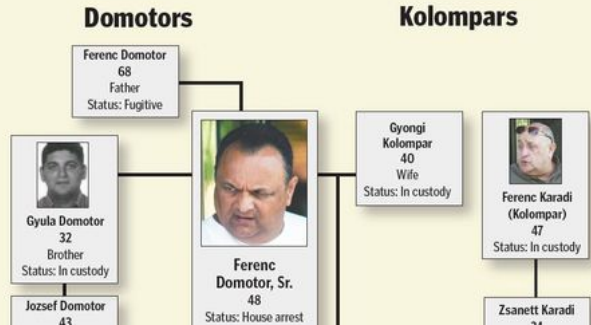 Domotors
Kolompars
Ferenc Domotor
68
Father
Status: Fugitive
Gyula Domotor
32
Brother
Status: In custody
Jozsef Domotor
43
Ferenc
Domotor, Sr.
48
Status: House arrest
Gyongi
Kolompar
40
Wife
Status: In custody
Ferenc Karadi
(Kolompar)
47
Status: In custody
Zsanett Karadi